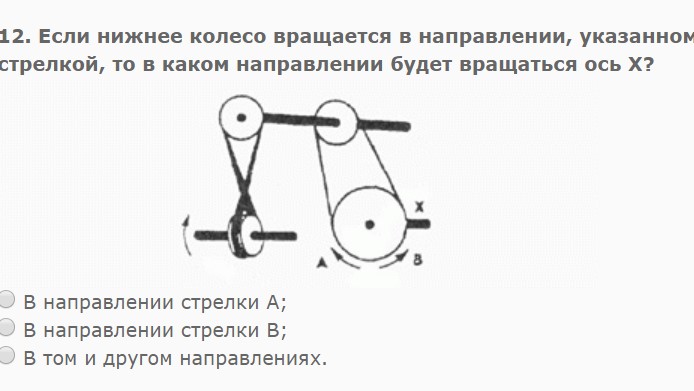 12. Если нижнее колесо вращается в направлении, указанном
стрелкой, то в каком направлении будет вращаться ось X?
X
A
B
В направлении стрелки А;
В направлении стрелки В;
В том и другом направлениях.